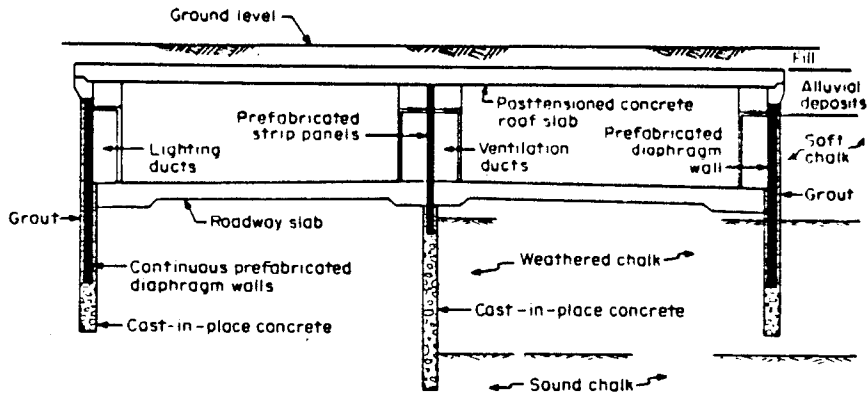 Ground level
Fill
Alluvial
deposits
Posttensioned concrete
roof slab
Prefabricated
strip panels
Prefabricated
diaphragm
wall
Lighting
ducts
Ventilation
ducts
Soft
chalk
Grout
Grout
Roadway slab
Weathered chalk
Continuous prefabricated
diaphragm walls
Cast-in-place concrete
Cast-in-place concrete
Sound chalk